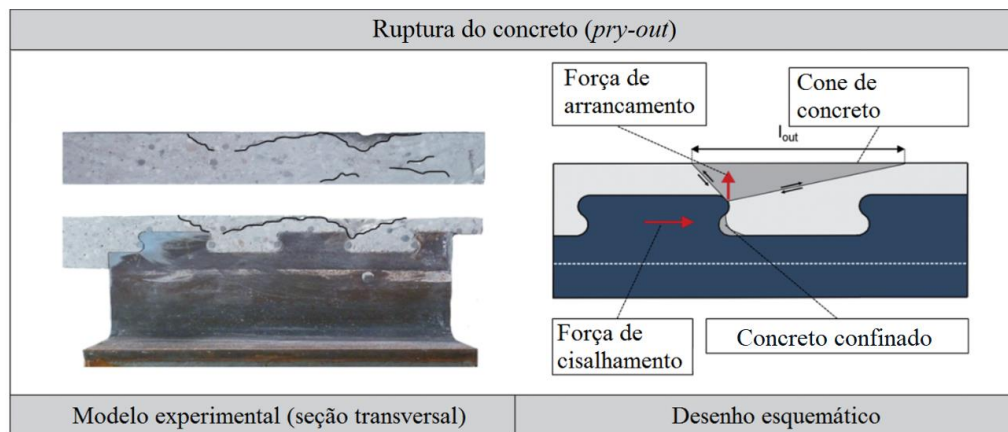 Ruptura do concreto (pry-out)
Força de
arrancamento
Cone de
concreto
lout
Força de
cisalhamento
Concreto confinado
Modelo experimental (seção transversal)
Desenho esquemático